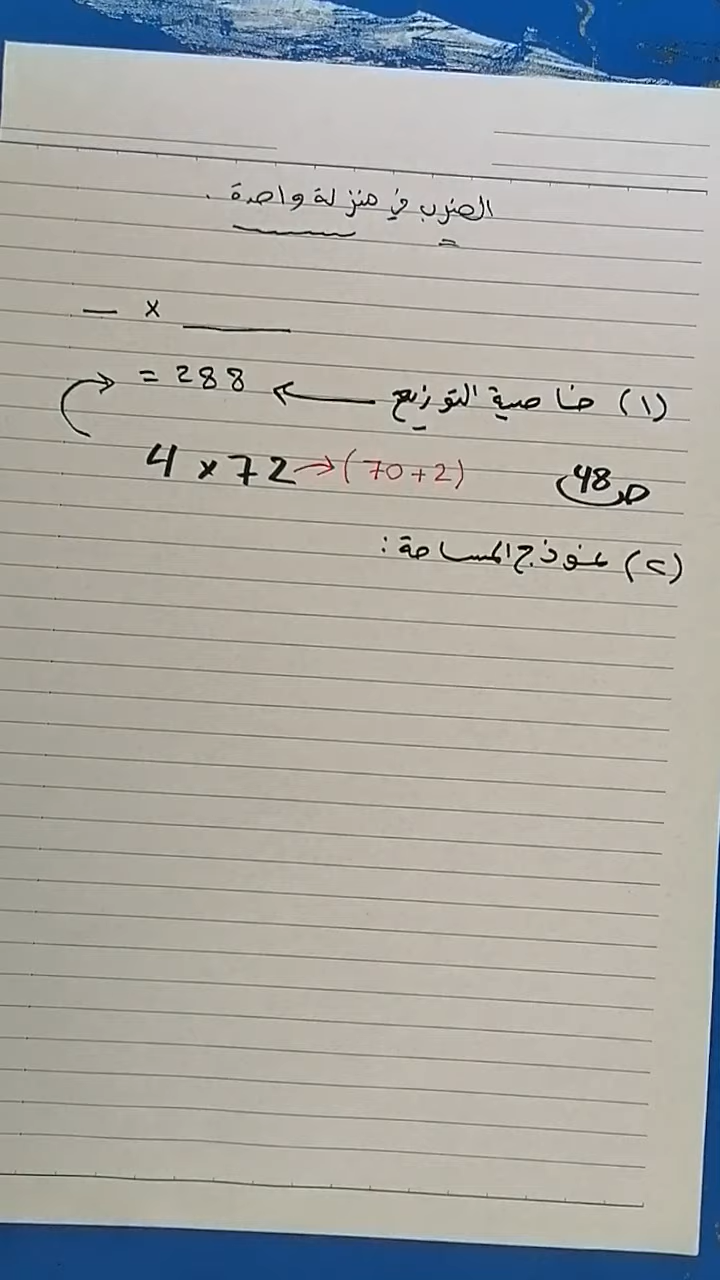 الضرب في منزلة واحدة .
_ × ____
(١) خاصية التوزيع ← = 288
4 × 72 → (70+2) ص48
(٢) نموذج المساحة :